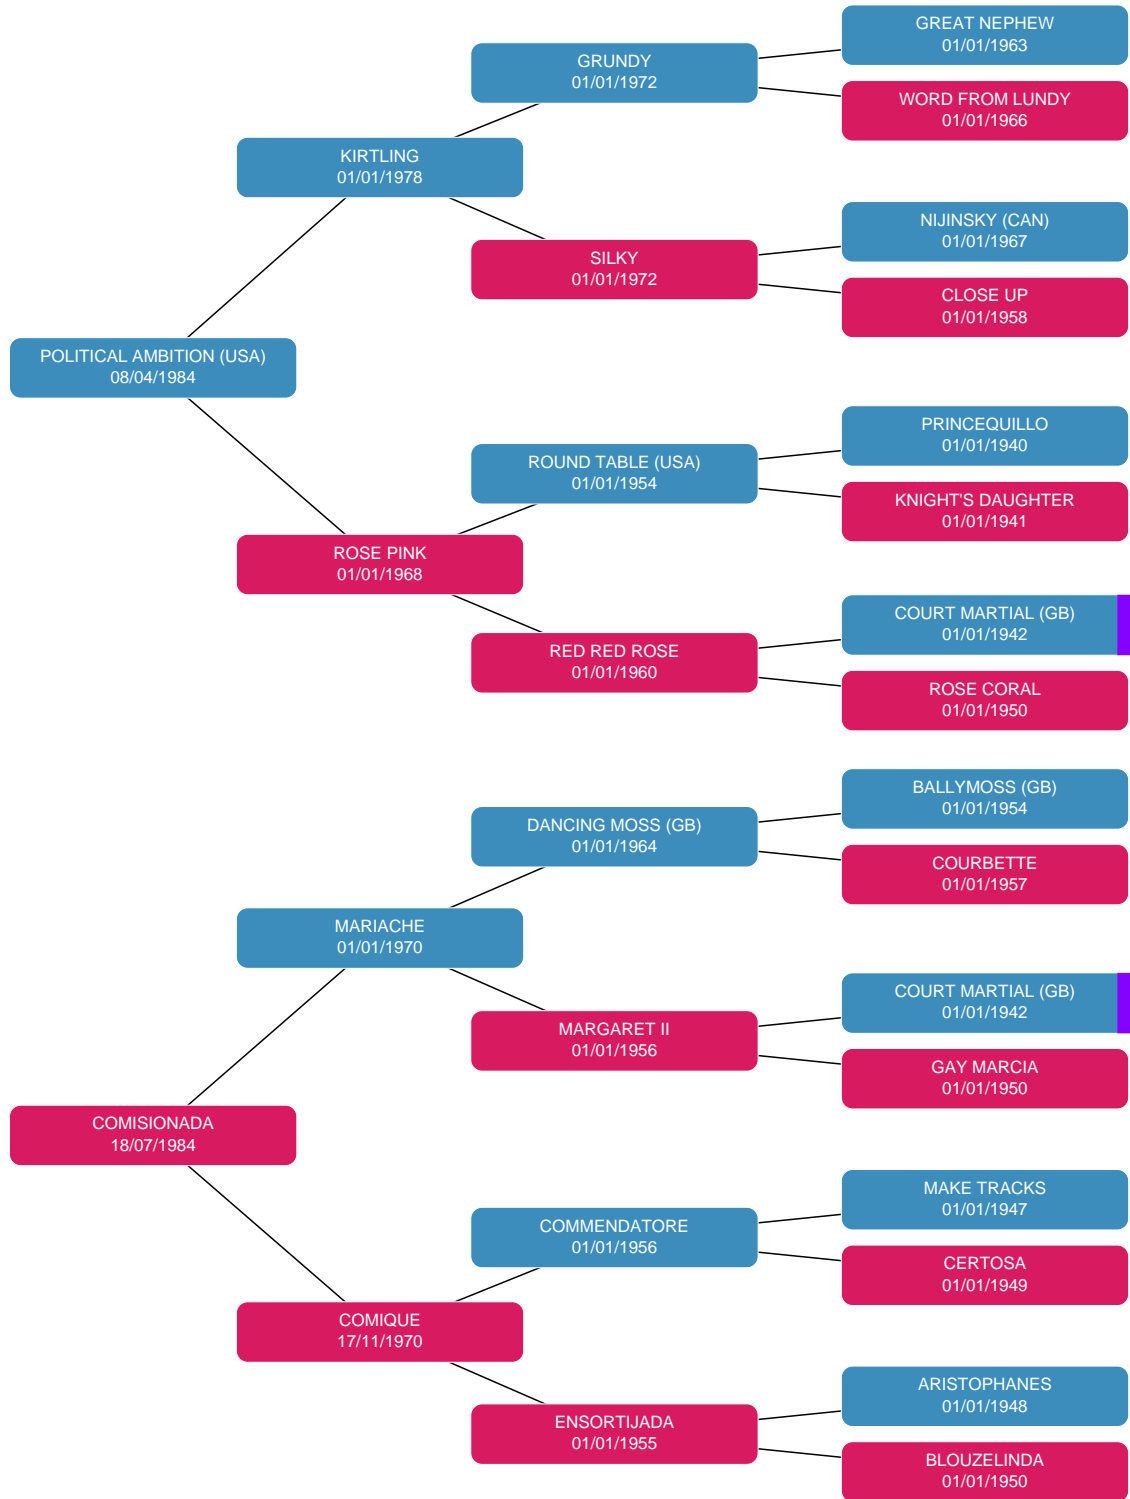 GREAT NEPHEW
01/01/1963
GRUNDY
01/01/1972
WORD FROM LUNDY
01/01/1966
KIRTLING
01/01/1978
NIJINSKY (CAN)
01/01/1967
SILKY
01/01/1972
CLOSE UP
01/01/1958
POLITICAL AMBITION (USA)
08/04/1984
PRINCEQUILLO
01/01/1940
ROUND TABLE (USA)
01/01/1954
KNIGHT'S DAUGHTER
01/01/1941
ROSE PINK
01/01/1968
COURT MARTIAL (GB)
01/01/1942
RED RED ROSE
01/01/1960
ROSE CORAL
01/01/1950
BALLYMOSS (GB)
01/01/1954
DANCING MOSS (GB)
01/01/1964
COURBETTE
01/01/1957
MARIACHE
01/01/1970
COURT MARTIAL (GB)
01/01/1942
MARGARET II
01/01/1956
GAY MARCIA
01/01/1950
COMISIONADA
18/07/1984
MAKE TRACKS
01/01/1947
COMMENDATORE
01/01/1956
CERTOSA
01/01/1949
COMIQUE
17/11/1970
ARISTOPHANES
01/01/1948
ENSORTIJADA
01/01/1955
BLOUZELINDA
01/01/1950